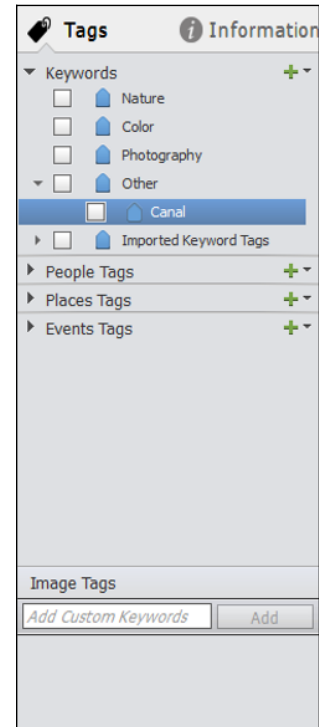 Tags
Information
Keywords
Nature
Color
Photography
Other
Canal
Imported Keyword Tags
People Tags
Places Tags
Events Tags
Image Tags
Add Custom Keywords
Add